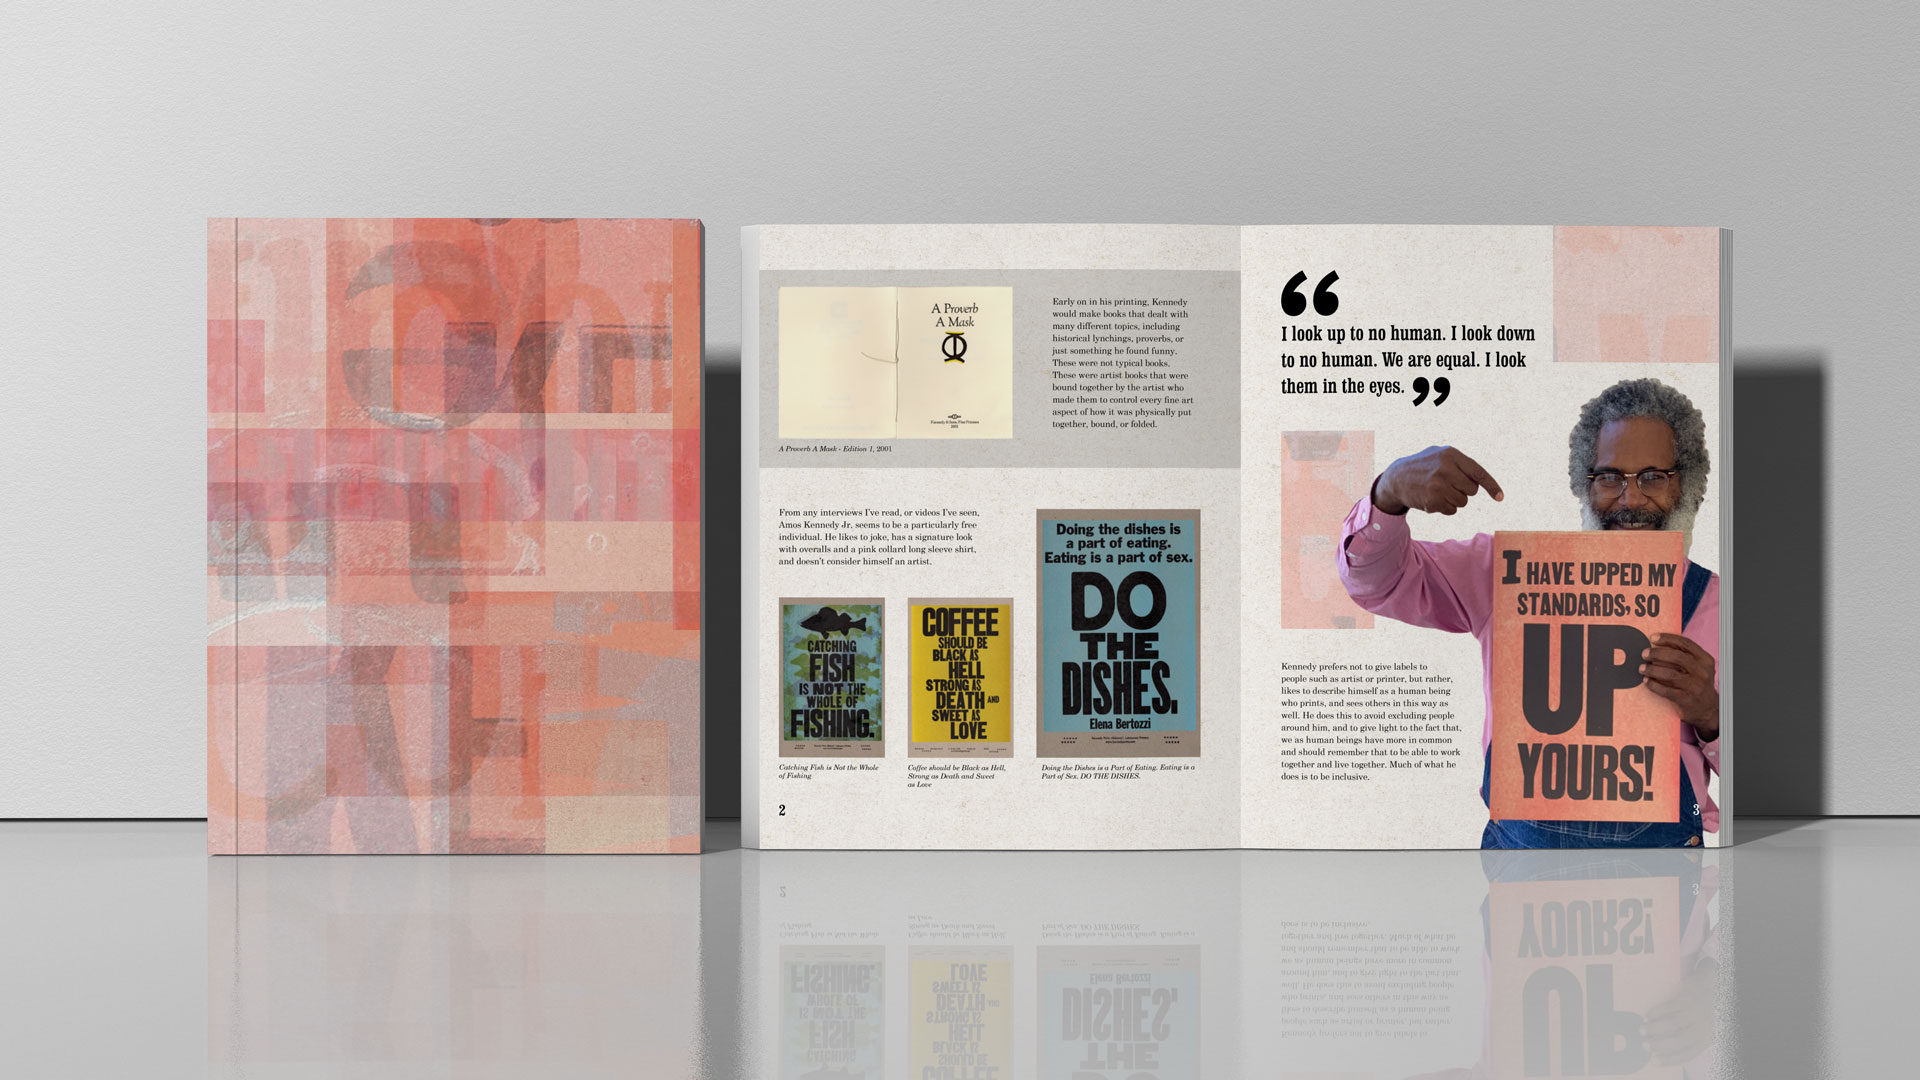 A Proverb
A Mask
Kennedy & Sons, Fine Printers
2001
A Proverb A Mask - Edition 1, 2001
Early on in his printing, Kennedy
would make books that dealt with
many different topics, including
historical lynchings, proverbs, or
just something he found funny.
These were not typical books.
These were artist books that were
bound together by the artist who
made them to control every fine art
aspect of how it was physically put
together, bound, or folded.
From any interviews I've read, or videos I've seen,
Amos Kennedy Jr. seems to be a particularly free
individual. He likes to joke, has a signature look
with overalls and a pink collard long sleeve shirt,
and doesn't consider himself an artist.
CATCHING
FISH
IS NOT THE
WHOLE OF
FISHING.
Catching Fish is Not the Whole
of Fishing
COFFEE
SHOULD BE
BLACK AS
HELL
STRONG AS
DEATH AND
SWEET AS
LOVE
Coffee should be Black as Hell,
Strong as Death and Sweet
as Love
Doing the dishes is
a part of eating.
Eating is a part of sex.
DO
THE
DISHES.
Elena Bertozzi
Doing the Dishes is a Part of Eating. Eating is a
Part of Sex. DO THE DISHES.
2
“
I look up to no human. I look down
to no human. We are equal. I look
them in the eyes. ”
I HAVE UPPED MY
STANDARDS, SO
UP
YOURS!
Kennedy prefers not to give labels to
people such as artist or printer, but rather,
likes to describe himself as a human being
who prints, and sees others in this way as
well. He does this to avoid excluding people
around him, and to give light to the fact that,
we as human beings have more in common
and should remember that to be able to work
together and live together. Much of what he
does is to be inclusive.
3